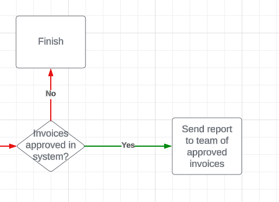 Finish
No
Invoices
approved in
system?
Yes
Send report
to team of
approved
invoices